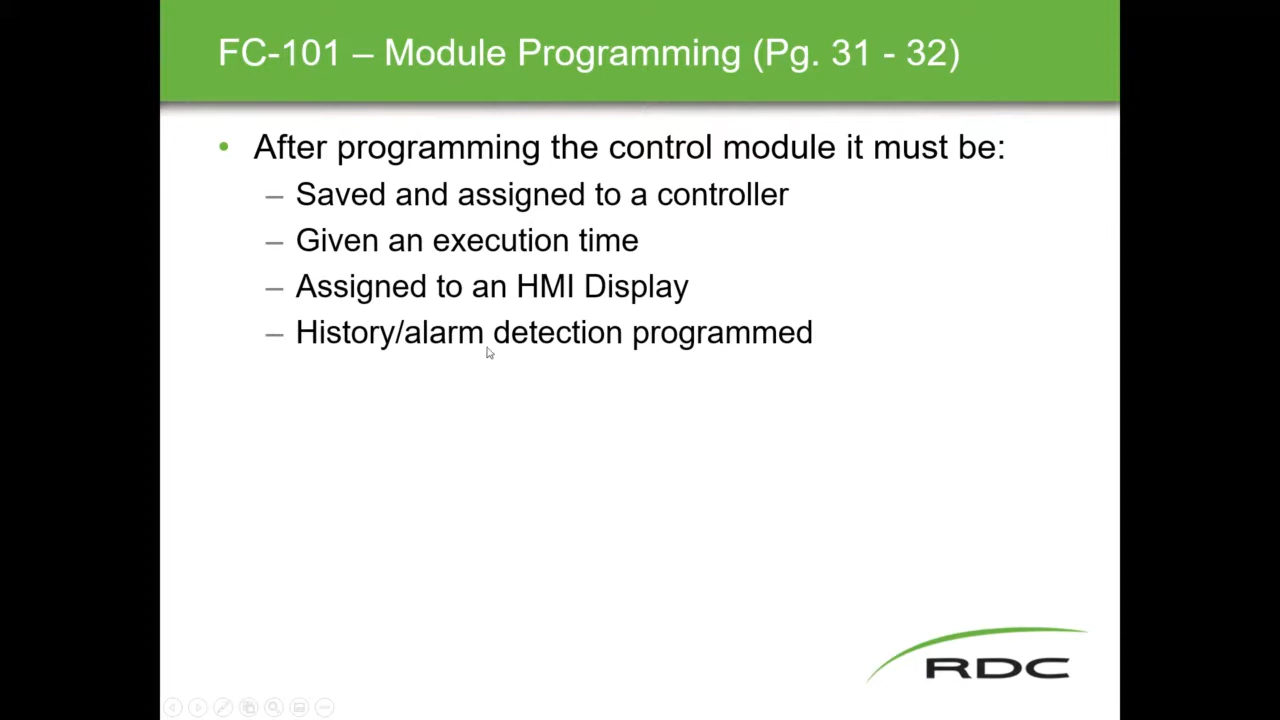 FC-101 – Module Programming (Pg. 31 - 32)
• After programming the control module it must be:
– Saved and assigned to a controller
– Given an execution time
– Assigned to an HMI Display
– History/alarm detection programmed
RDC